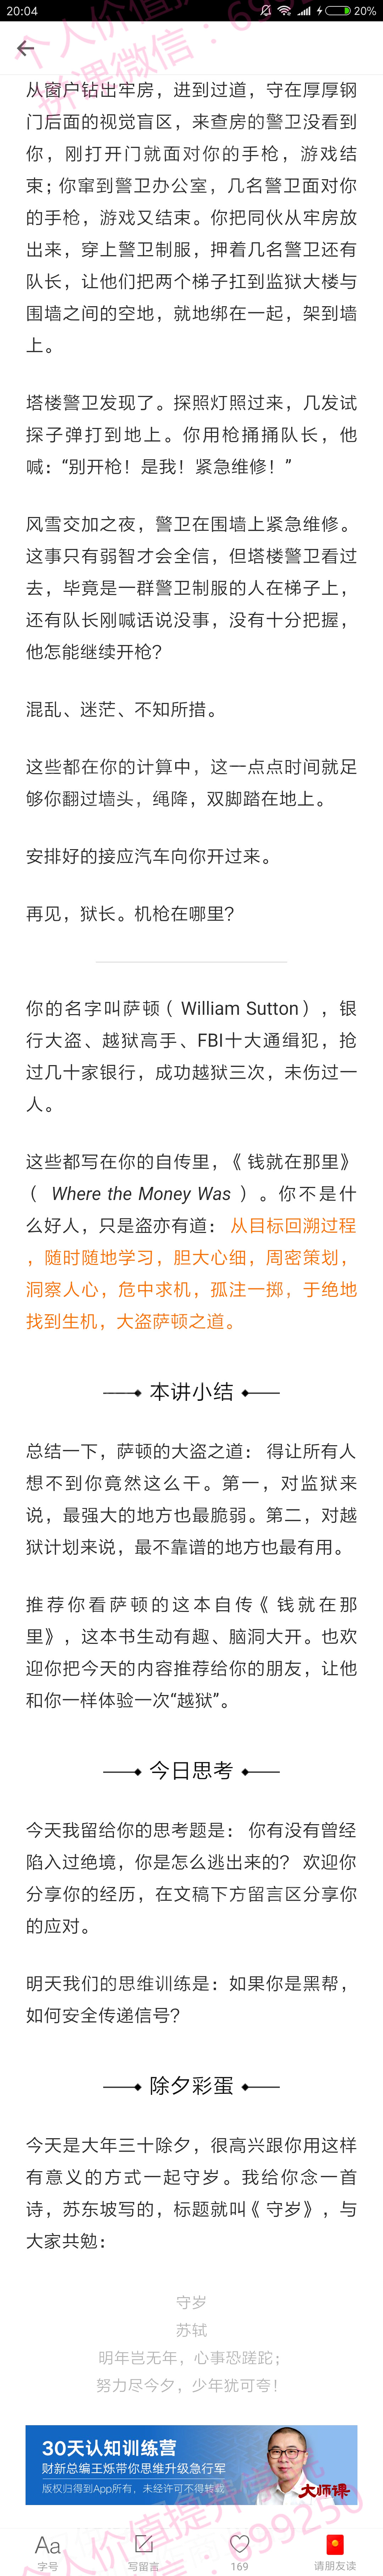 20:04
20%
个人价值提
拼课微信：699
从窗户钻出牢房，进到过道，守在厚厚钢
门后面的视觉盲区，来查房的警卫没看到
你，刚打开门就面对你的手枪，游戏结
束；你窜到警卫办公室，几名警卫面对你
的手枪，游戏又结束。你把同伙从牢房放
出来，穿上警卫制服，押着几名警卫还有
队长，让他们把两个梯子扛到监狱大楼与
围墙之间的空地，就地绑在一起，架到墙
上。
塔楼警卫发现了。探照灯照过来，几发试
探子弹打到地上。你用枪捅捅队长，他
喊：“别开枪！是我！紧急维修！”
风雪交加之夜，警卫在围墙上紧急维修。
这事只有弱智才会全信，但塔楼警卫看过
去，毕竟是一群警卫制服的人在梯子上，
还有队长刚喊话说没事，没有十分把握，
他怎能继续开枪？
混乱、迷茫、不知所措。
这些都在你的计算中，这一点点时间就足
够你翻过墙头，绳降，双脚踏在地上。
安排好的接应汽车向你开过来。
再见，狱长。机枪在哪里？
你的名字叫萨顿（William Sutton），银
行大盗、越狱高手、FBI十大通缉犯，抢
过几十家银行，成功越狱三次，未伤过一
人。
这些都写在你的自传里，《钱就在那里》
（ Where the Money Was ）。你不是什
么好人，只是盗亦有道：从目标回溯过程
，随时随地学习，胆大心细，周密策划，
洞察人心，危中求机，孤注一掷，于绝地
找到生机，大盗萨顿之道。
本讲小结
总结一下，萨顿的大盗之道： 得让所有人
想不到你竟然这么干。第一，对监狱来
说，最强大的地方也最脆弱。第二，对越
狱计划来说，最不靠谱的地方也最有用。
推荐你看萨顿的这本自传《钱就在那
里》，这本书生动有趣、脑洞大开。也欢
迎你把今天的内容推荐给你的朋友，让他
和你一样体验一次“越狱”。
今日思考
今天我留给你的思考题是： 你有没有曾经
陷入过绝境，你是怎么逃出来的？ 欢迎你
分享你的经历，在文稿下方留言区分享你
的应对。
明天我们的思维训练是：如果你是黑帮，
如何安全传递信号？
除夕彩蛋
今天是大年三十除夕，很高兴跟你用这样
有意义的方式一起守岁。我给你念一首
诗，苏东坡写的，标题就叫《守岁》，与
大家共勉：
守岁
苏轼
明年岂无年，心事恐蹉跎；
努力尽今夕，少年犹可夸！
30天认知训练营
财新总编王烁带你思维升级急行军
版权归得到App所有，未经许可不得转载
大师课
个人价值提升
699250
Aa
字号
写留言
169
请朋友读